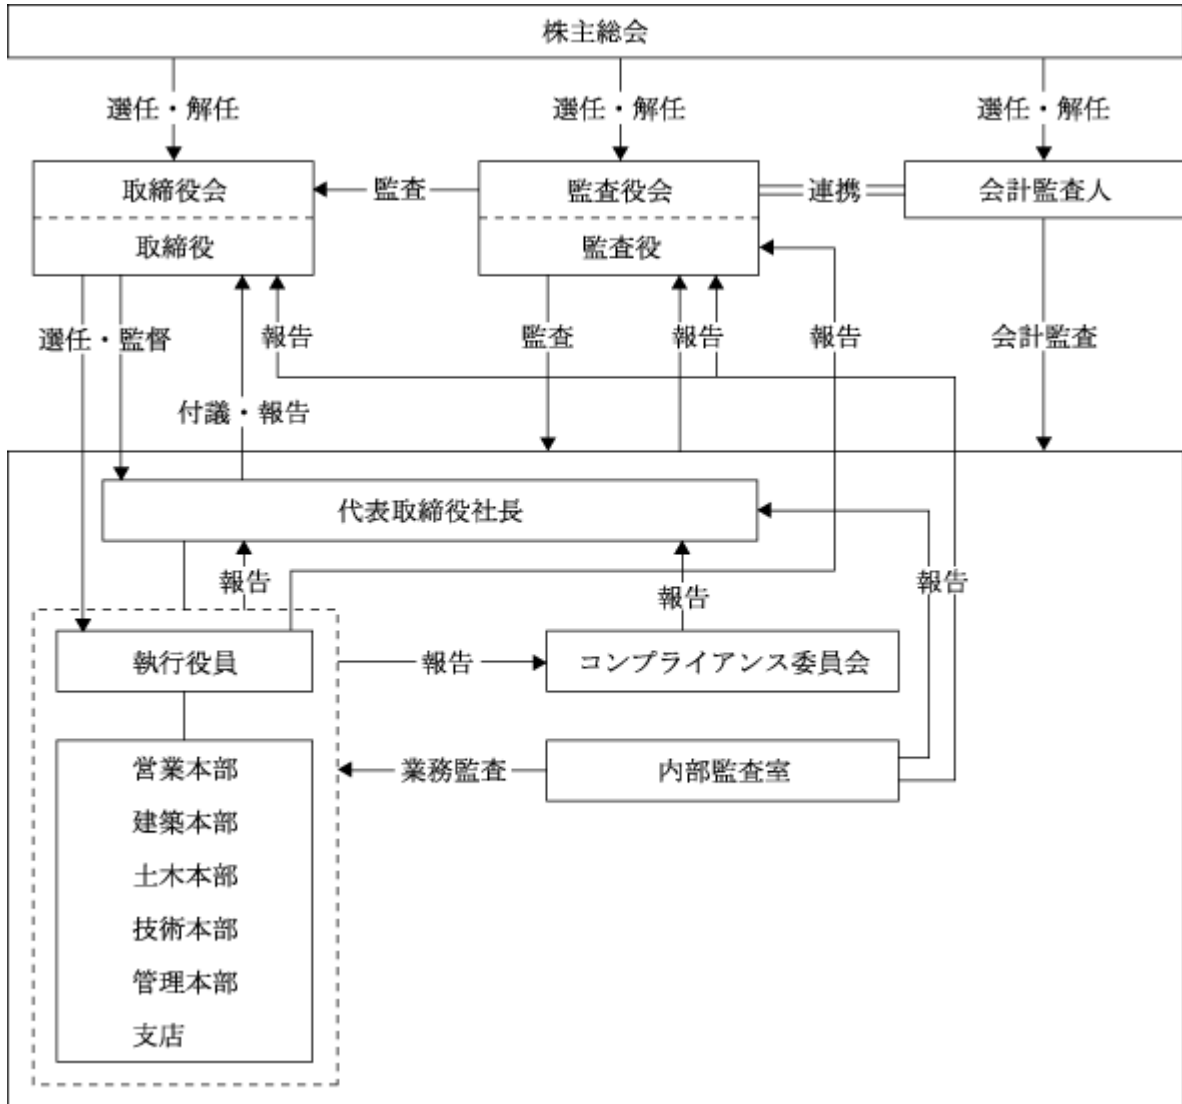 株主総会
選任・解任
選任・解任
選任・解任
取締役会
監査
監査役会
連携
会計監査人
取締役
監査役
選任・監督
報告
監査
報告
報告
会計監査
付議・報告
代表取締役社長
報告
報告
報告
執行役員
報告
コンプライアンス委員会
営業本部
業務監査
内部監査室
建築本部
土木本部
技術本部
管理本部
支店